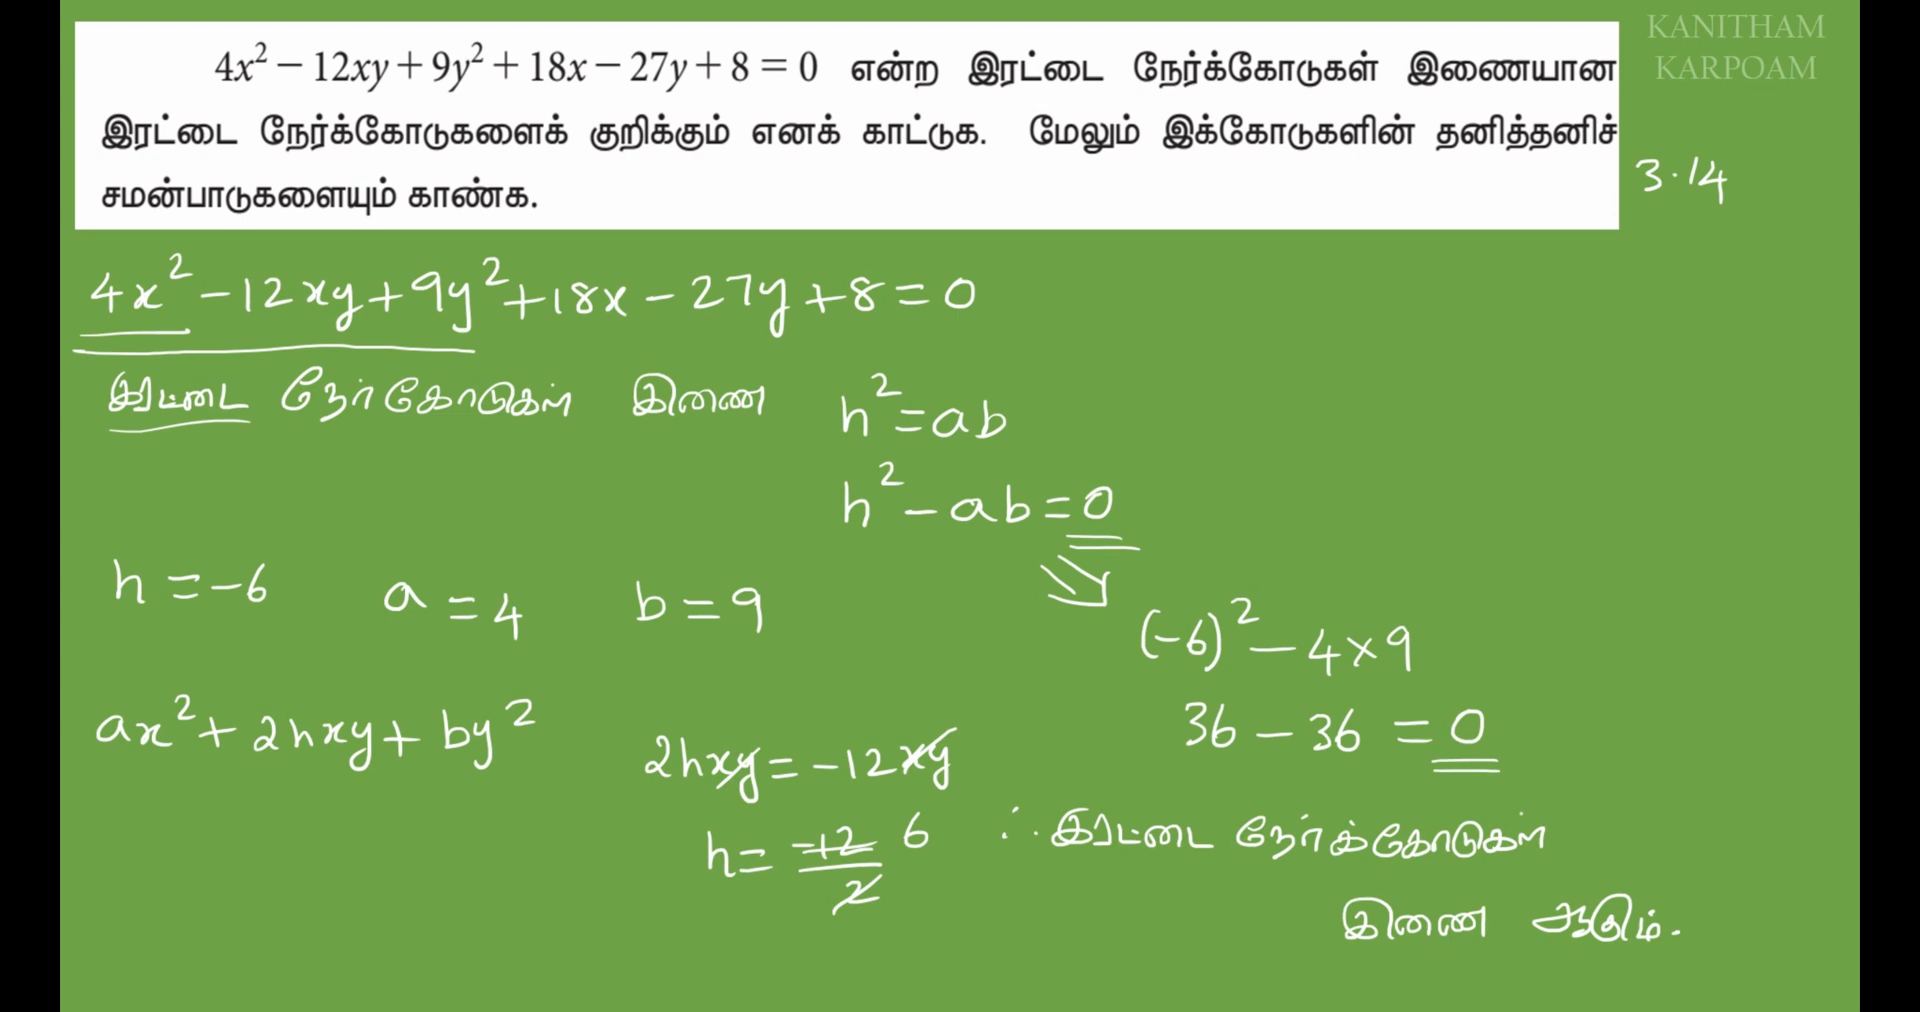 KANITHAM
KARPOAM
4x² − 12xy + 9y² + 18x − 27y + 8 = 0 என்ற இரட்டை நேர்க்கோடுகள் இணையான
இரட்டை நேர்க்கோடுகளைக் குறிக்கும் எனக் காட்டுக. மேலும் இக்கோடுகளின் தனித்தனிச்
சமன்பாடுகளையும் காண்க.
3.14
4x² − 12xy + 9y² + 18x − 27y + 8 = 0
இரட்டை நேர்கோடுகள் இணை h² = ab
h² − ab = 0
h = −6 a = 4 b = 9
(−6)² − 4 × 9
ax² + 2hxy + by²
36 − 36 = 0
2hxy = −12xy
h = −12/2 6
∴ இரட்டை நேர்க்கோடுகள்
இணை ஆகும்.